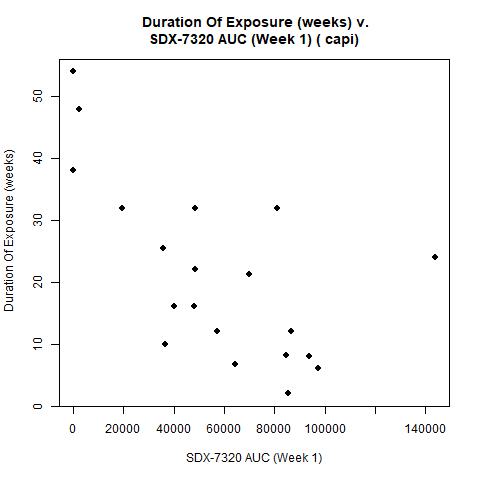 Duration Of Exposure (weeks) v.
SDX-7320 AUC (Week 1) ( capi)
Duration Of Exposure (weeks)
50
40
30
20
10
0
0 20000 40000 60000 80000 100000 140000
SDX-7320 AUC (Week 1)